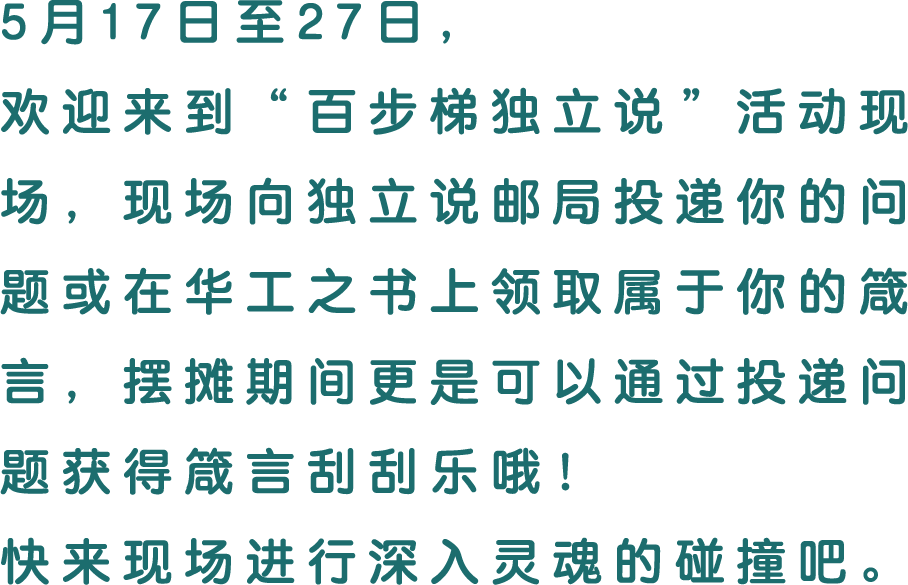 5月17日至27日，
欢迎来到“百步梯独立说”活动现
场，现场向独立说邮局投递你的问
题或在华工之书上领取属于你的箴
言，摆摊期间更是可以通过投递问
题获得箴言刮刮乐哦！
快来现场进行深入灵魂的碰撞吧。